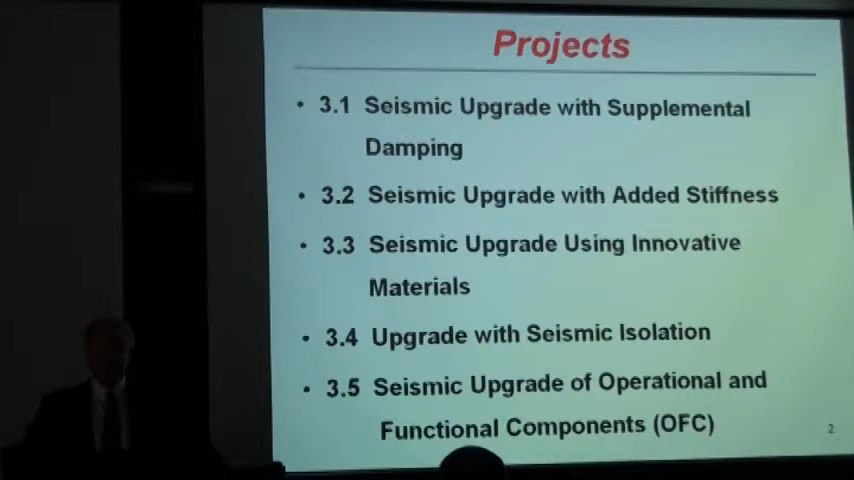 Projects
• 3.1 Seismic Upgrade with Supplemental
Damping
• 3.2 Seismic Upgrade with Added Stiffness
• 3.3 Seismic Upgrade Using Innovative
Materials
• 3.4 Upgrade with Seismic Isolation
• 3.5 Seismic Upgrade of Operational and
Functional Components (OFC)
2